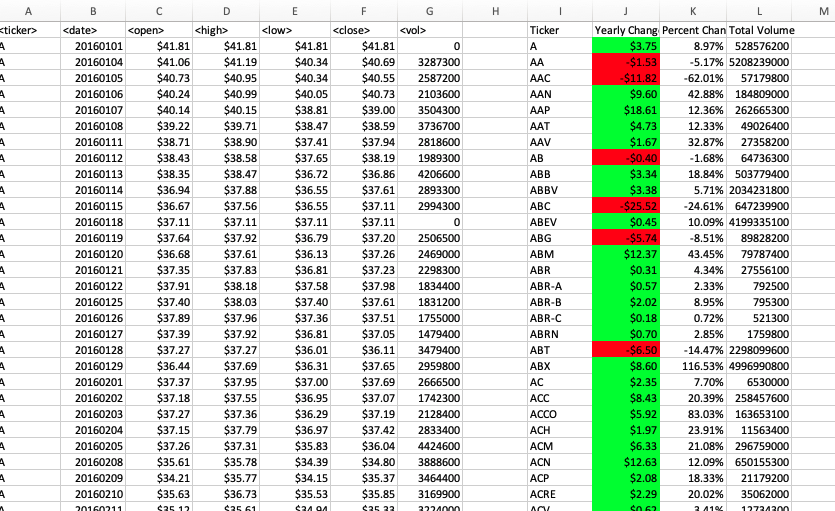 A B C D E F G H I J K L M
<ticker> <date> <open> <high> <low> <close> <vol> Ticker Yearly Chang Percent Chan Total Volume
A 20160101 $41.81 $41.81 $41.81 $41.81 0 A $3.75 8.97% 528576200
A 20160104 $41.06 $41.19 $40.34 $40.69 3287300 AA -$1.53 -5.17% 5208239000
A 20160105 $40.73 $40.95 $40.34 $40.55 2587200 AAC -$11.82 -62.01% 57179800
A 20160106 $40.24 $40.99 $40.05 $40.73 2103600 AAN $9.60 42.88% 184809000
A 20160107 $40.14 $40.15 $38.81 $39.00 3504300 AAP $18.61 12.36% 262665300
A 20160108 $39.22 $39.71 $38.47 $38.59 3736700 AAT $4.73 12.33% 49026400
A 20160111 $38.71 $38.90 $37.41 $37.94 2818600 AAV $1.67 32.87% 27358200
A 20160112 $38.43 $38.58 $37.65 $38.19 1989300 AB -$0.40 -1.68% 64736300
A 20160113 $38.35 $38.47 $36.72 $36.86 4206600 ABB $3.34 18.84% 503779400
A 20160114 $36.94 $37.88 $36.55 $37.61 2893300 ABBV $3.38 5.71% 2034231800
A 20160115 $36.67 $37.56 $36.55 $37.11 2994300 ABC -$25.52 -24.61% 647239900
A 20160118 $37.11 $37.11 $37.11 $37.11 0 ABEV $0.45 10.09% 4199335100
A 20160119 $37.64 $37.92 $36.79 $37.20 2506500 ABG -$5.74 -8.51% 89828200
A 20160120 $36.68 $37.61 $36.13 $37.26 2469000 ABM $12.37 43.45% 79787400
A 20160121 $37.35 $37.83 $36.81 $37.23 2298300 ABR $0.31 4.34% 27556100
A 20160122 $37.91 $38.18 $37.58 $37.98 1834400 ABR-A $0.57 2.33% 792500
A 20160125 $37.40 $38.03 $37.40 $37.61 1831200 ABR-B $2.02 8.95% 795300
A 20160126 $37.89 $37.96 $37.36 $37.51 1755000 ABR-C $0.18 0.72% 521300
A 20160127 $37.39 $37.92 $36.81 $37.05 1479400 ABRN $0.70 2.85% 1759800
A 20160128 $37.27 $37.27 $36.01 $36.11 3479400 ABT -$6.50 -14.47% 2298099600
A 20160129 $36.44 $37.69 $36.31 $37.65 2959800 ABX $8.60 116.53% 4996990800
A 20160201 $37.37 $37.95 $37.00 $37.69 2666500 AC $2.35 7.70% 6530000
A 20160202 $37.18 $37.55 $36.95 $37.07 1742300 ACC $8.43 20.39% 258457600
A 20160203 $37.27 $37.36 $36.29 $37.19 2128400 ACCO $5.92 83.03% 163653100
A 20160204 $37.15 $37.79 $36.97 $37.42 2833400 ACH $1.97 23.91% 11563400
A 20160205 $37.26 $37.31 $35.83 $36.04 4424600 ACM $6.33 21.08% 296759000
A 20160208 $35.61 $35.78 $34.39 $34.80 3888600 ACN $12.63 12.09% 650155300
A 20160209 $34.21 $35.77 $34.15 $35.37 3464400 ACP $2.08 18.33% 21179200
A 20160210 $35.63 $36.73 $35.53 $35.85 3169900 ACRE $2.29 20.02% 35062000
A 20160211 $35.12 $35.61 $34.94 $35.33 3224000 ACV $0.62 3.41% 12734300